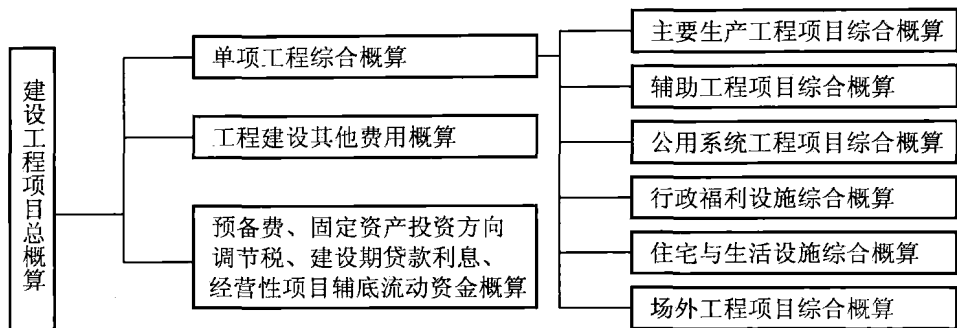 建设工程项目总概算
单项工程综合概算
工程建设其他费用概算
预备费、固定资产投资方向
调节税、建设期贷款利息、
经营性项目辅底流动资金概算
主要生产工程项目综合概算
辅助工程项目综合概算
公用系统工程项目综合概算
行政福利设施综合概算
住宅与生活设施综合概算
场外工程项目综合概算